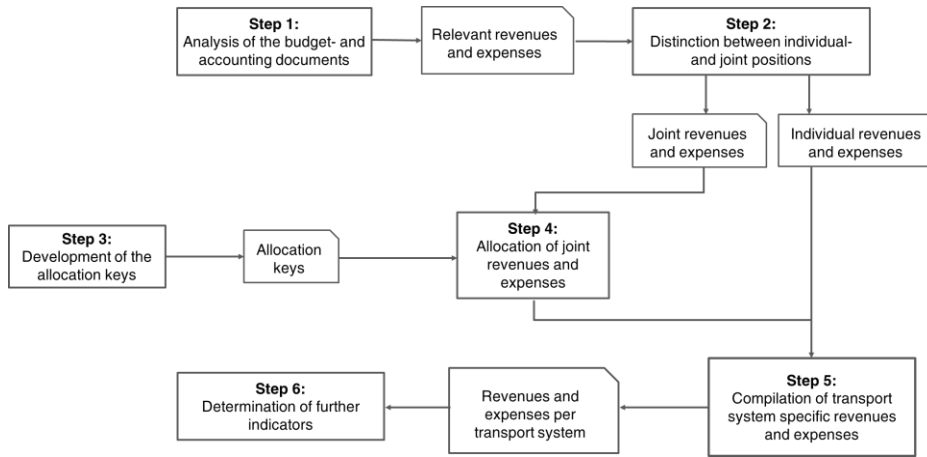 Step 1:
Analysis of the budget- and
accounting documents
Relevant revenues
and expenses
Step 2:
Distinction between individual-
and joint positions
Joint revenues
and expenses
Individual revenues
and expenses
Step 3:
Development of the
allocation keys
Allocation
keys
Step 4:
Allocation of joint
revenues and
expenses
Step 6:
Determination of further
indicators
Revenues and
expenses per
transport system
Step 5:
Compilation of transport
system specific revenues
and expenses